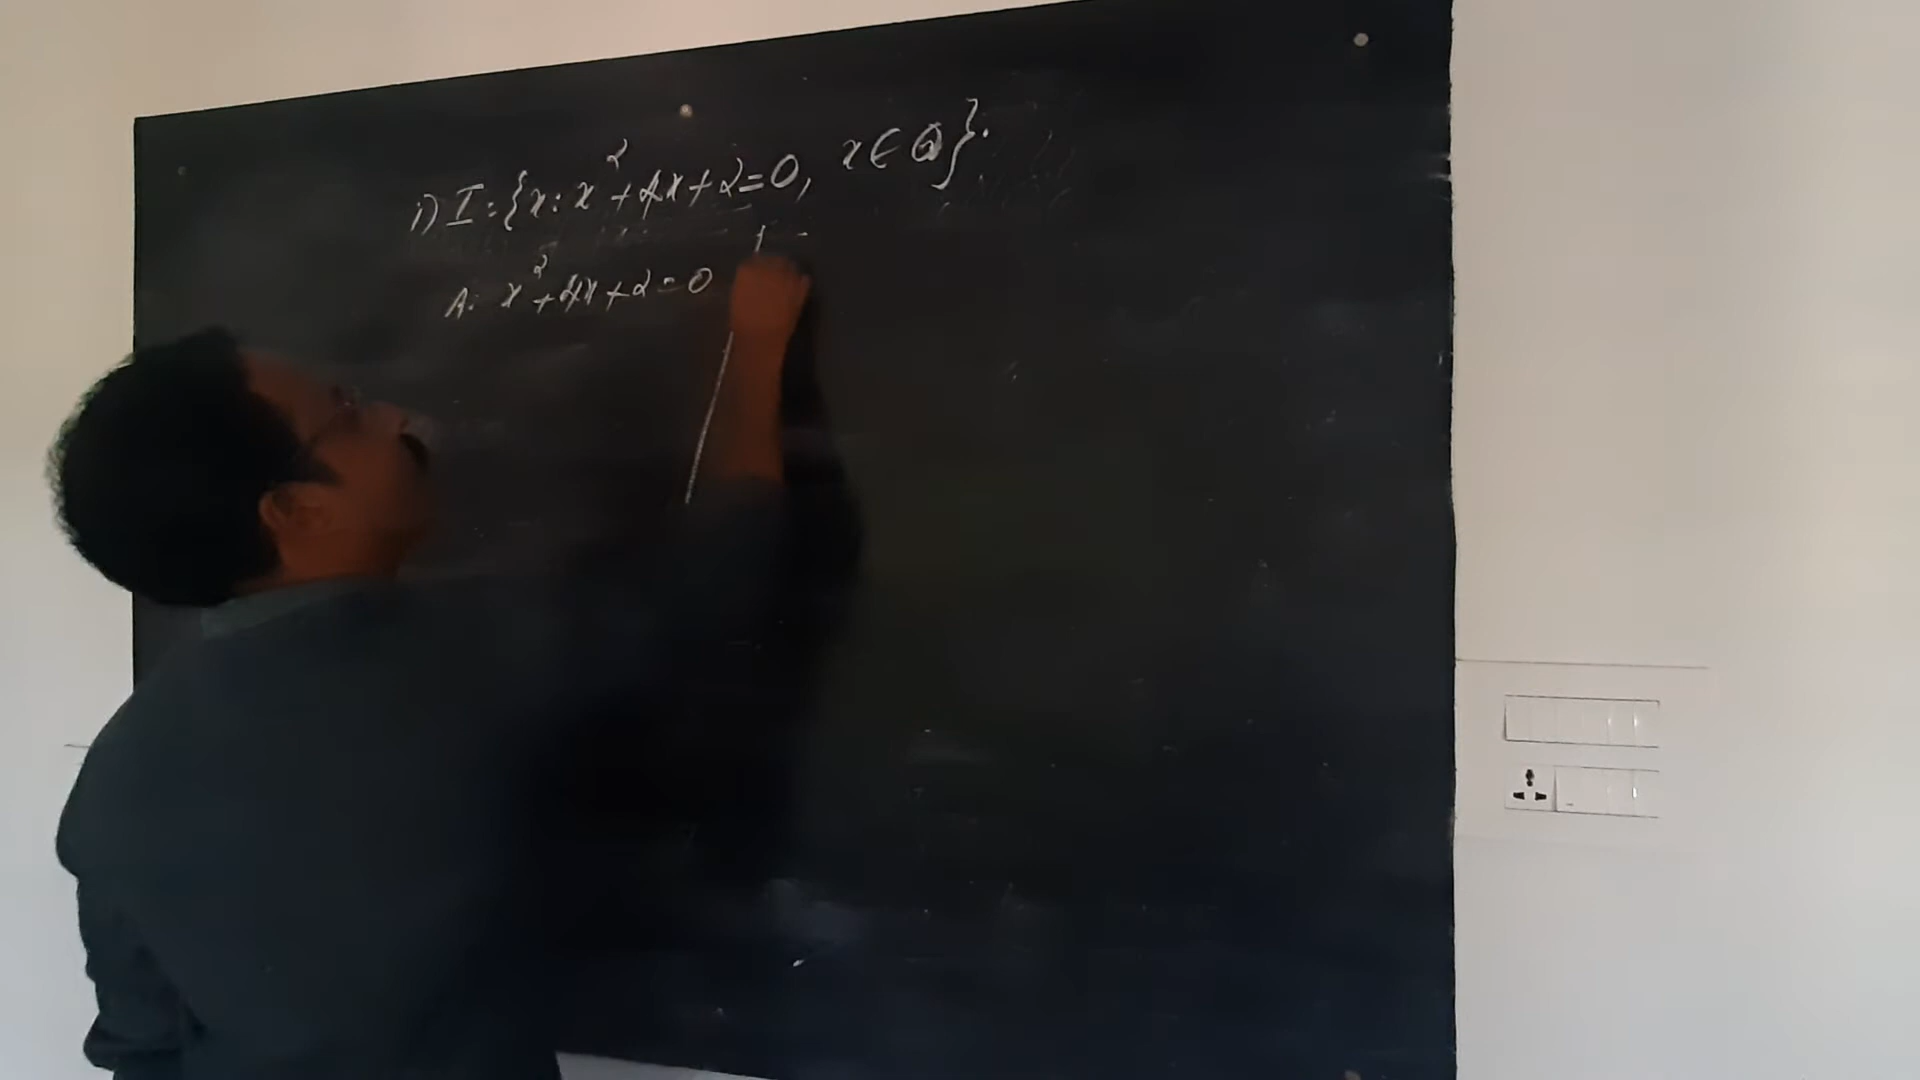 i) I = {x: x² + 4x + 2 = 0, x ∈ Q}.
A: x² + 4x + 2 = 0